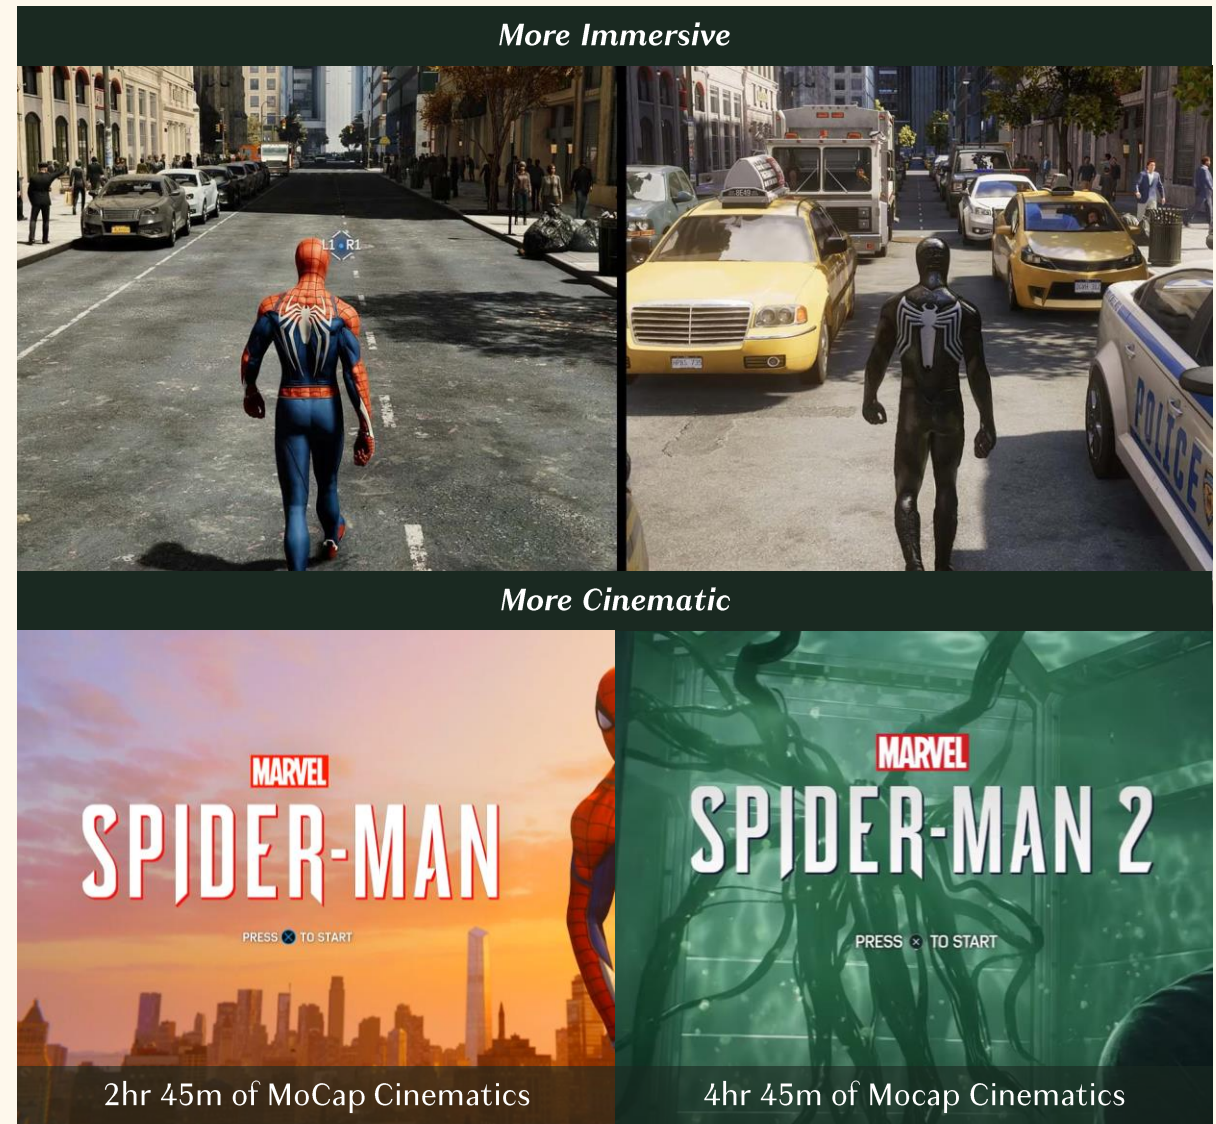 More Immersive
L1 R1
POLICE
More Cinematic
MARVEL
SPIDER-MAN
PRESS X TO START
2hr 45m of MoCap Cinematics
MARVEL
SPIDER-MAN 2
PRESS X TO START
4hr 45m of Mocap Cinematics